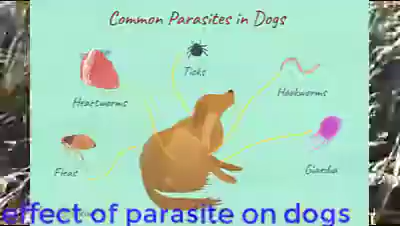 Common Parasites in Dogs
Ticks
Heartworms
Hookworms
Fleas
Giardia
effect of parasite on dogs